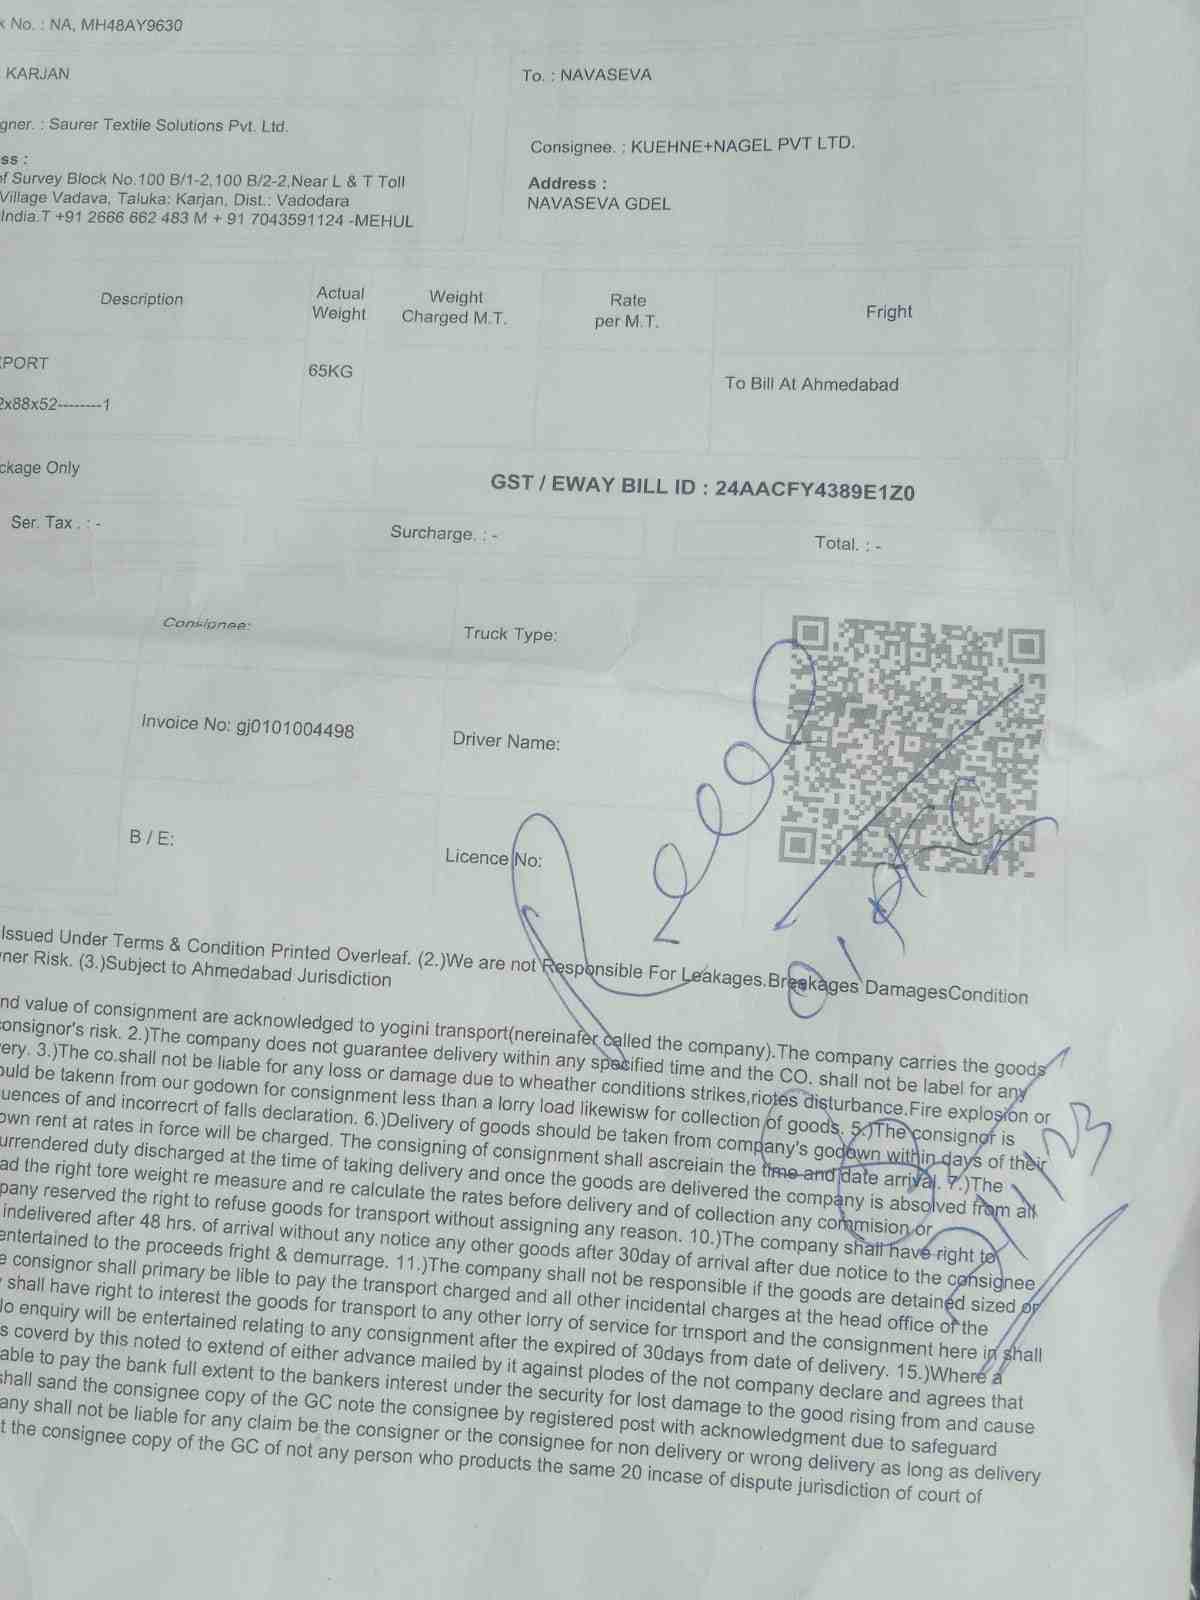 k No. : NA, MH48AY9630
KARJAN
To. : NAVASEVA
gner. : Saurer Textile Solutions Pvt. Ltd.
Consignee. : KUEHNE+NAGEL PVT LTD.
ss :
of Survey Block No.100 B/1-2,100 B/2-2,Near L & T Toll
Village Vadava, Taluka: Karjan, Dist.: Vadodara
India.T +91 2666 662 483 M + 91 7043591124 -MEHUL
Address :
NAVASEVA GDEL
Description
Actual
Weight
Weight
Charged M.T.
Rate
per M.T.
Fright
PORT
65KG
To Bill At Ahmedabad
2x88x52--------1
ckage Only
GST / EWAY BILL ID : 24AACFY4389E1Z0
Ser. Tax . : -
Surcharge. : -
Total. : -
Consignee:
Truck Type:
Invoice No: gj0101004498
Driver Name:
B / E:
Licence No:
01 PKG
Issued Under Terms & Condition Printed Overleaf. (2.)We are not Responsible For Leakages.Breakages DamagesCondition
ner Risk. (3.)Subject to Ahmedabad Jurisdiction
nd value of consignment are acknowledged to yogini transport(nereinafer called the company).The company carries the goods
onsignor's risk. 2.)The company does not guarantee delivery within any specified time and the CO. shall not be label for any
ery. 3.)The co.shall not be liable for any loss or damage due to wheather conditions strikes,riotes disturbance.Fire explosion or
ould be takenn from our godown for consignment less than a lorry load likewisw for collection of goods. 5.)The consignor is
uences of and incorrecrt of falls declaration. 6.)Delivery of goods should be taken from company's godown within days of their
own rent at rates in force will be charged. The consigning of consignment shall ascreiain the time and date arrival. 7.)The
urrendered duty discharged at the time of taking delivery and once the goods are delivered the company is absolved from all
ad the right tore weight re measure and re calculate the rates before delivery and of collection any commision or
pany reserved the right to refuse goods for transport without assigning any reason. 10.)The company shall have right to
indelivered after 48 hrs. of arrival without any notice any other goods after 30day of arrival after due notice to the consignee
entertained to the proceeds fright & demurrage. 11.)The company shall not be responsible if the goods are detained sized or
e consignor shall primary be lible to pay the transport charged and all other incidental charges at the head office of the
shall have right to interest the goods for transport to any other lorry of service for trnsport and the consignment here in shall
No enquiry will be entertained relating to any consignment after the expired of 30days from date of delivery. 15.)Where a
s coverd by this noted to extend of either advance mailed by it against plodes of the not company declare and agrees that
able to pay the bank full extent to the bankers interest under the security for lost damage to the good rising from and cause
shall sand the consignee copy of the GC note the consignee by registered post with acknowledgment due to safeguard
any shall not be liable for any claim be the consigner or the consignee for non delivery or wrong delivery as long as delivery
t the consignee copy of the GC of not any person who products the same 20 incase of dispute jurisdiction of court of